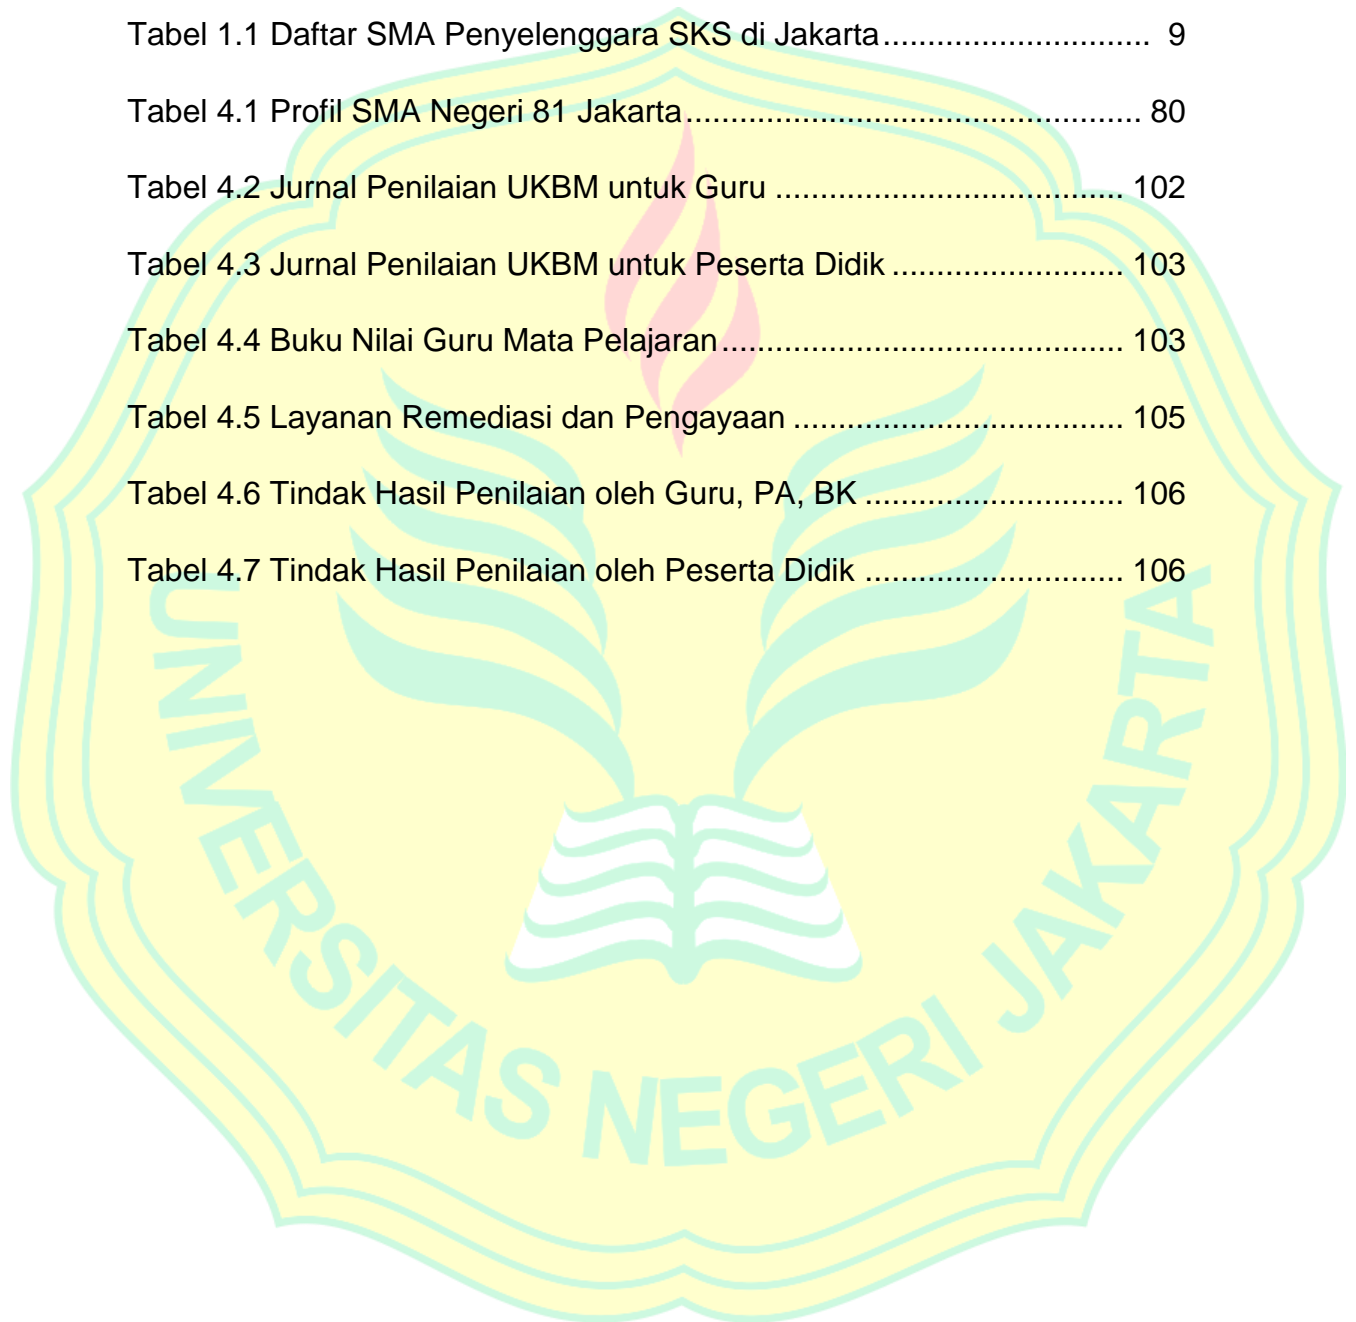 Tabel 1.1 Daftar SMA Penyelenggara SKS di Jakarta.............................. 9
Tabel 4.1 Profil SMA Negeri 81 Jakarta................................................... 80
Tabel 4.2 Jurnal Penilaian UKBM untuk Guru ....................................... 102
Tabel 4.3 Jurnal Penilaian UKBM untuk Peserta Didik .......................... 103
Tabel 4.4 Buku Nilai Guru Mata Pelajaran............................................. 103
Tabel 4.5 Layanan Remediasi dan Pengayaan ..................................... 105
Tabel 4.6 Tindak Hasil Penilaian oleh Guru, PA, BK ............................. 106
Tabel 4.7 Tindak Hasil Penilaian oleh Peserta Didik ............................. 106
UNIVERSITAS NEGERI JAKARTA